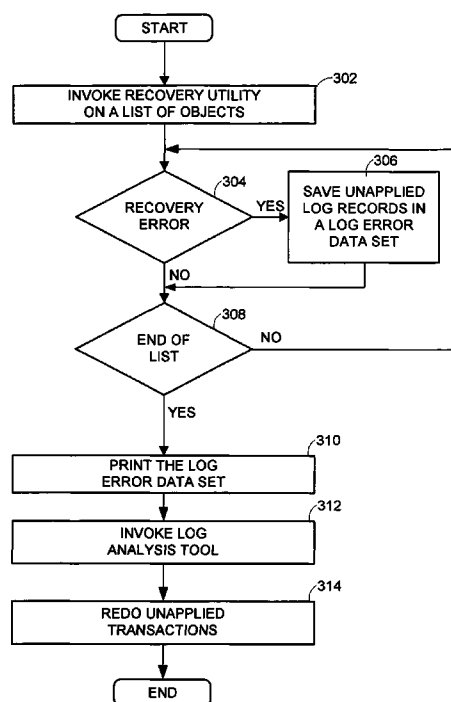 START
302
INVOKE RECOVERY UTILITY
ON A LIST OF OBJECTS
304
RECOVERY
ERROR
YES
306
SAVE UNAPPLIED
LOG RECORDS IN
A LOG ERROR
DATA SET
NO
308
END OF
LIST
NO
YES
310
PRINT THE LOG
ERROR DATA SET
312
INVOKE LOG
ANALYSIS TOOL
314
REDO UNAPPLIED
TRANSACTIONS
END